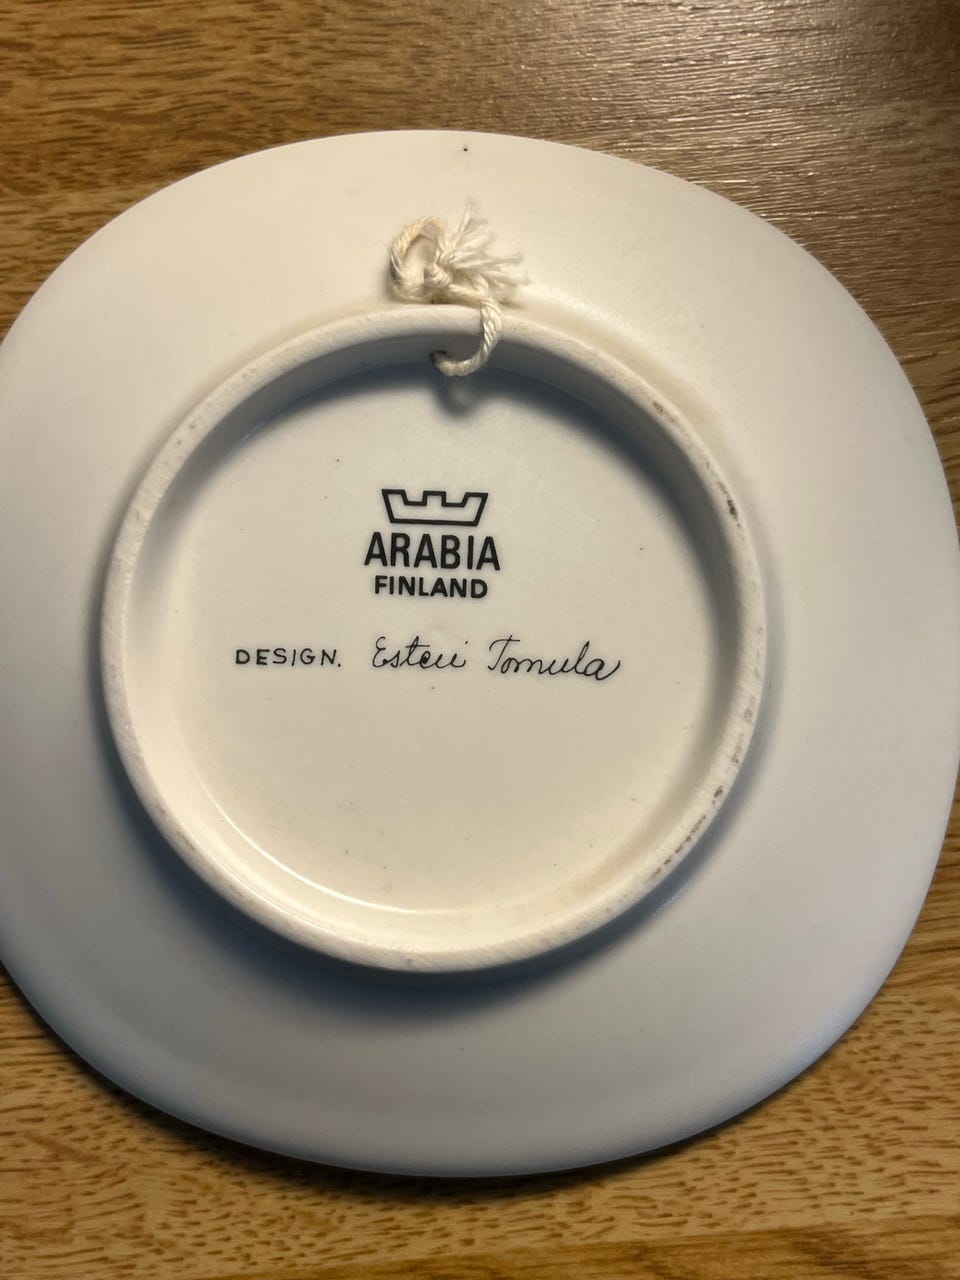 ARABIA
FINLAND
DESIGN. Esteri Tomula